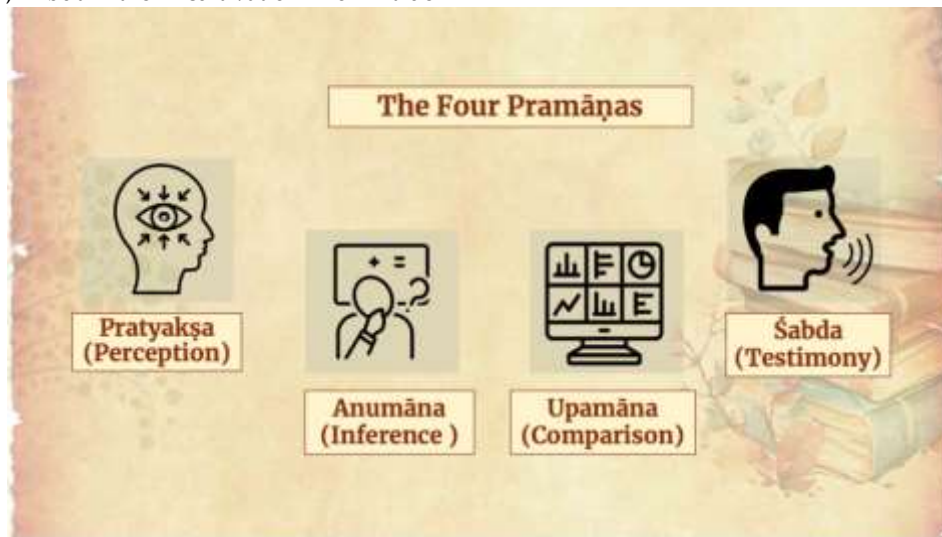 The Four Pramāṇas
Pratyakṣa
(Perception)
Anumāna
(Inference )
Upamāna
(Comparison)
Śabda
(Testimony)